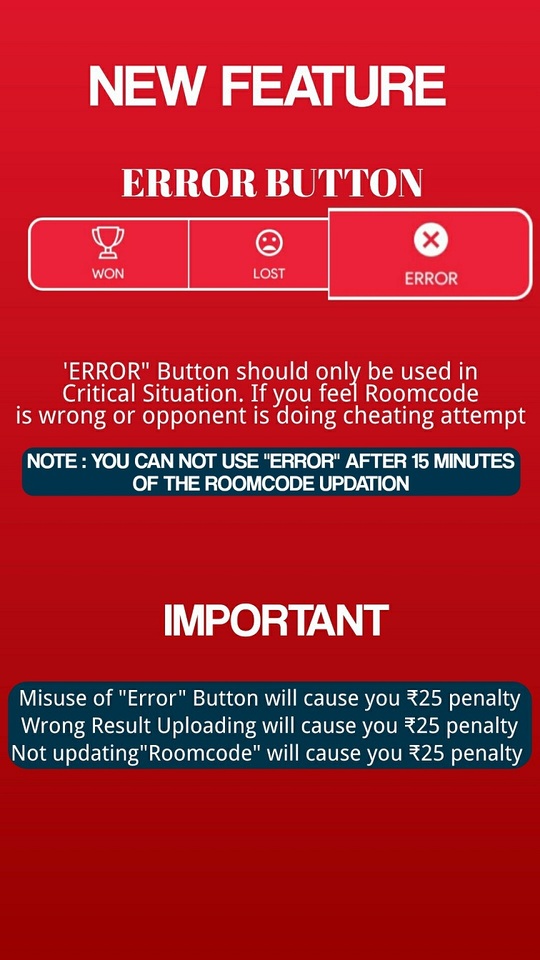 NEW FEATURE
ERROR BUTTON
WON
LOST
ERROR
'ERROR" Button should only be used in
Critical Situation. If you feel Roomcode
is wrong or opponent is doing cheating attempt
NOTE : YOU CAN NOT USE "ERROR" AFTER 15 MINUTES
OF THE ROOMCODE UPDATION
IMPORTANT
Misuse of "Error" Button will cause you ₹25 penalty
Wrong Result Uploading will cause you ₹25 penalty
Not updating"Roomcode" will cause you ₹25 penalty